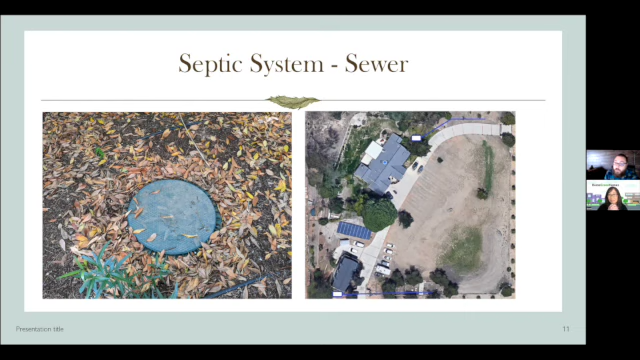 Septic System - Sewer
Presentation title
11